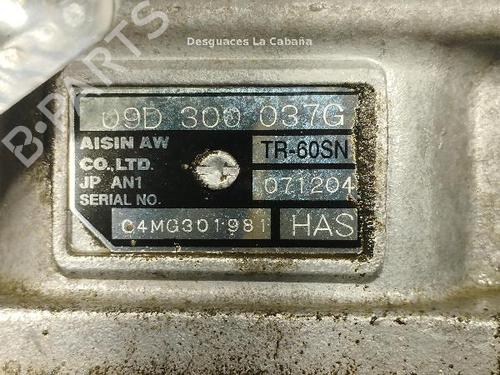 Desguaces La Cabaña
B-PARTS
09D 300 037G
AISIN AW TR-60SN
CO.,LTD.
JP AN1 071204
SERIAL NO.
04MG301981 HAS